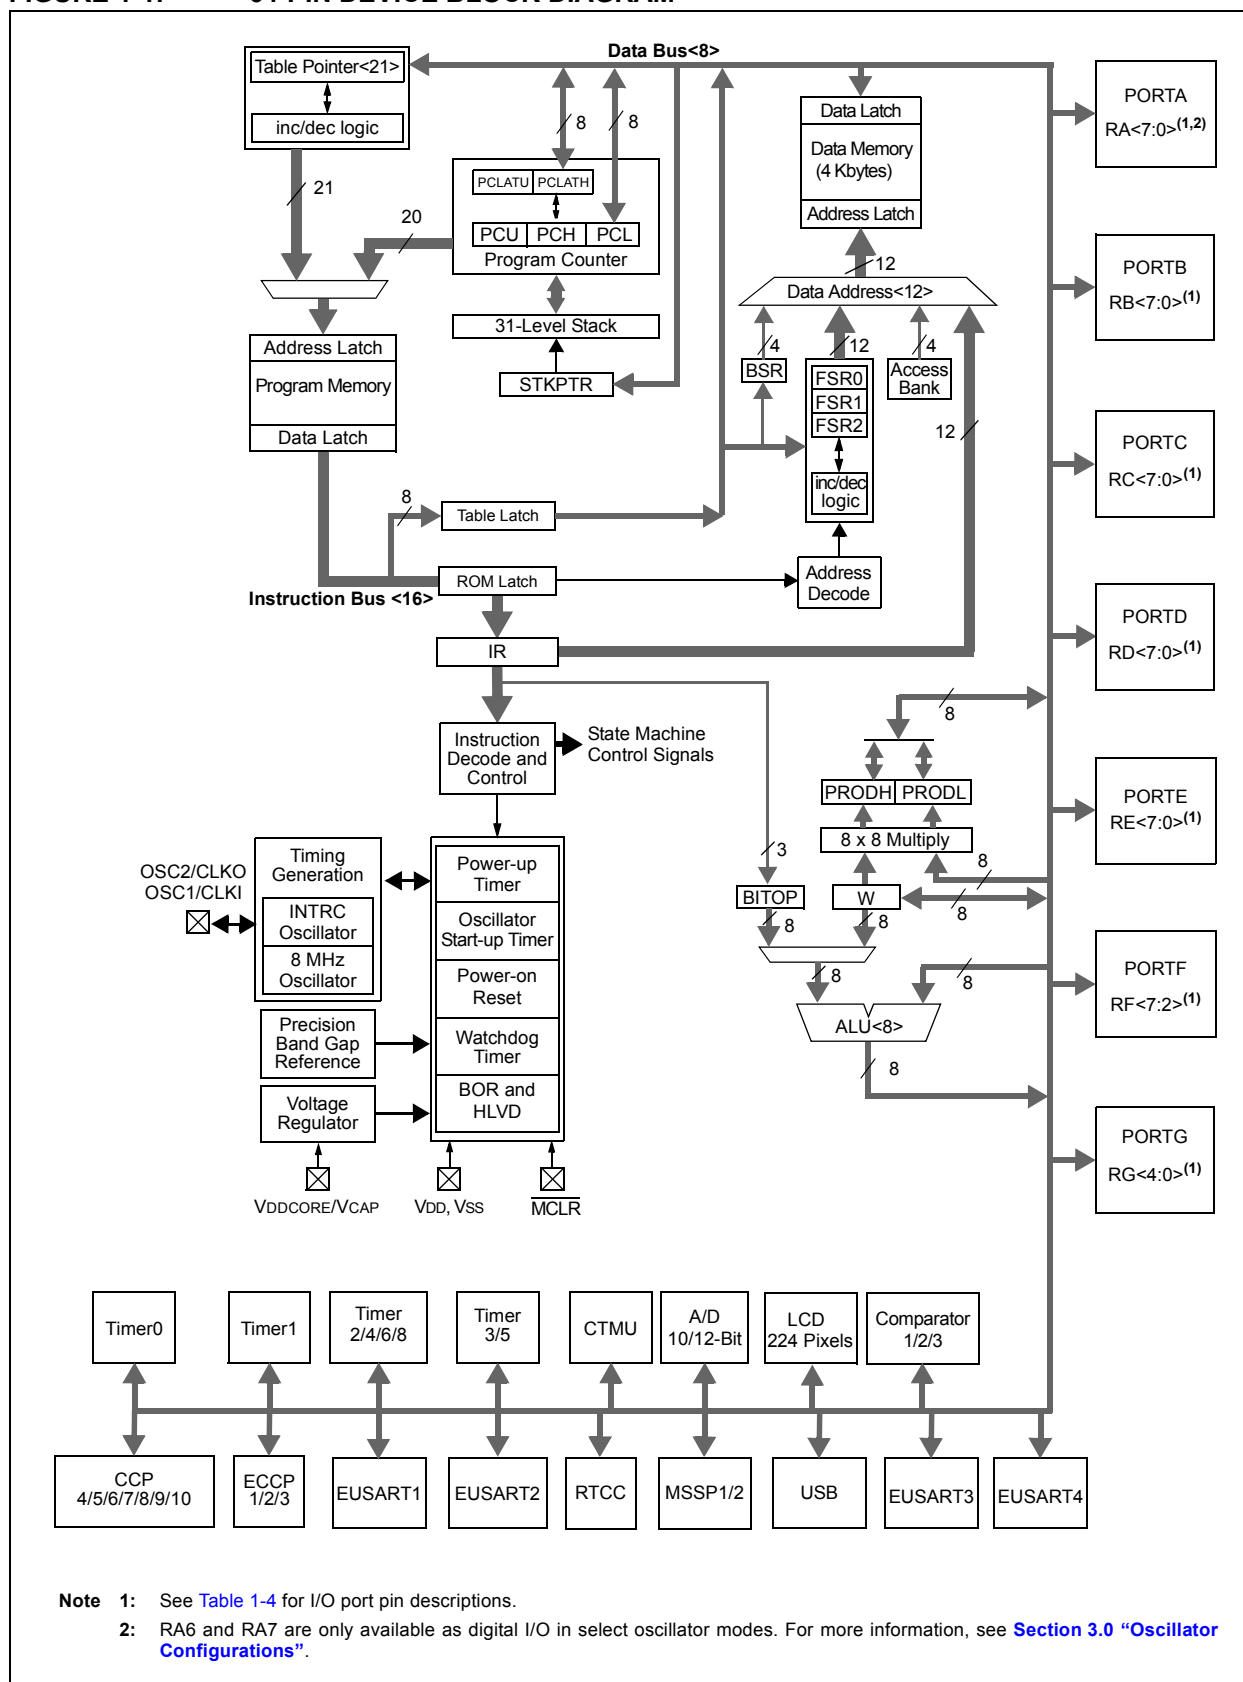 Data Bus<8>
Table Pointer<21>
inc/dec logic
21
20
8
8
PCLATU PCLATH
PCU PCH PCL
Program Counter
31-Level Stack
STKPTR
Address Latch
Program Memory
Data Latch
8
Table Latch
ROM Latch
Instruction Bus <16>
IR
Data Latch
Data Memory
(4 Kbytes)
Address Latch
12
Data Address<12>
4
12
4
BSR
FSR0
FSR1
FSR2
inc/dec
logic
Access
Bank
12
Address
Decode
Instruction
Decode and
Control
State Machine
Control Signals
8
PRODH PRODL
8 x 8 Multiply
3
8
BITOP
W
8
8
8
8
8
ALU<8>
8
OSC2/CLKO
OSC1/CLKI
Timing
Generation
INTRC
Oscillator
8 MHz
Oscillator
Precision
Band Gap
Reference
Voltage
Regulator
Power-up
Timer
Oscillator
Start-up Timer
Power-on
Reset
Watchdog
Timer
BOR and
HLVD
VDDCORE/VCAP
VDD, VSS
MCLR
PORTA
RA<7:0>(1,2)
PORTB
RB<7:0>(1)
PORTC
RC<7:0>(1)
PORTD
RD<7:0>(1)
PORTE
RE<7:0>(1)
PORTF
RF<7:2>(1)
PORTG
RG<4:0>(1)
Timer0
Timer1
Timer
2/4/6/8
Timer
3/5
CTMU
A/D
10/12-Bit
LCD
224 Pixels
Comparator
1/2/3
CCP
4/5/6/7/8/9/10
ECCP
1/2/3
EUSART1
EUSART2
RTCC
MSSP1/2
USB
EUSART3
EUSART4
Note 1: See Table 1-4 for I/O port pin descriptions.
2: RA6 and RA7 are only available as digital I/O in select oscillator modes. For more information, see Section 3.0 “Oscillator
Configurations”.